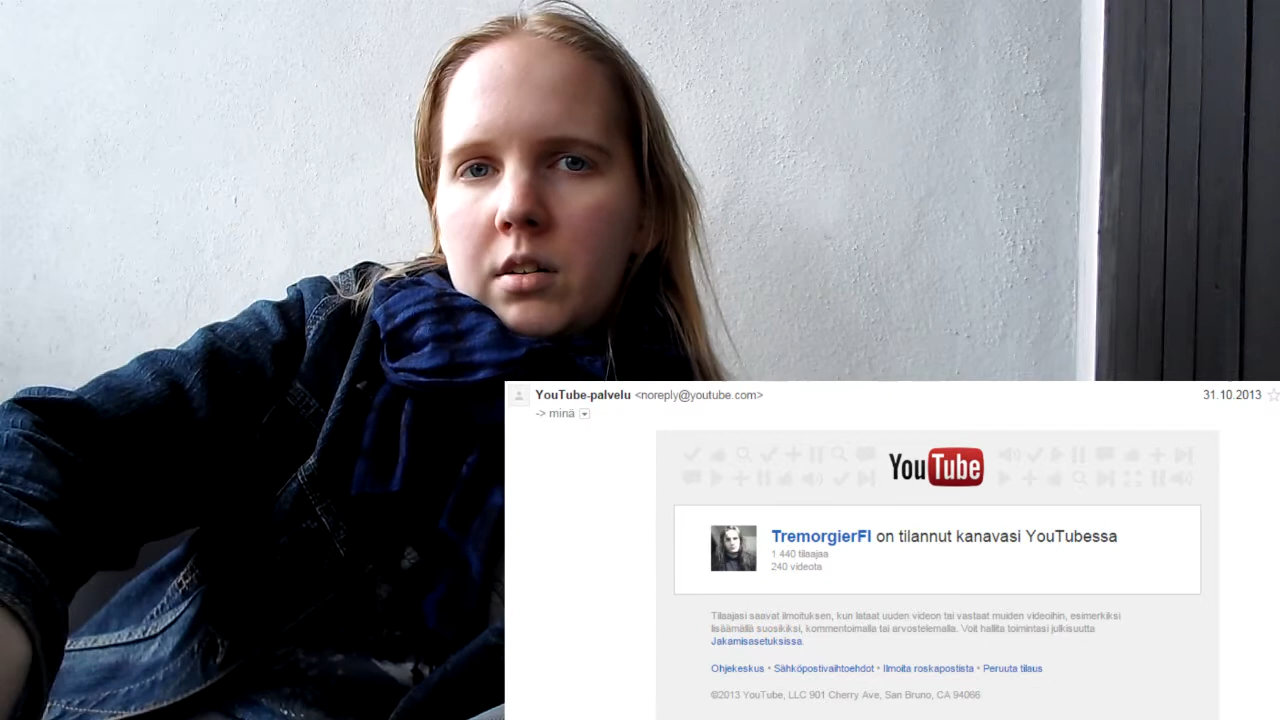 YouTube-palvelu <noreply@youtube.com>
31.10.2013
-> minä
YouTube
TremorgierFI on tilannut kanavasi YouTubessa
1 440 tilaajaa
240 videota
Tilaajasi saavat ilmoituksen, kun lataat uuden videon tai vastaat muiden videoihin, esimerkiksi
lisäämällä suosikiksi, kommentoimalla tai arvostelemalla. Voit hallita toimintasi julkisuutta
Jakamisasetuksissa.
Ohjekeskus • Sähköpostivaihtoehdot • Ilmoita roskapostista • Peruuta tilaus
©2013 YouTube, LLC 901 Cherry Ave, San Bruno, CA 94066